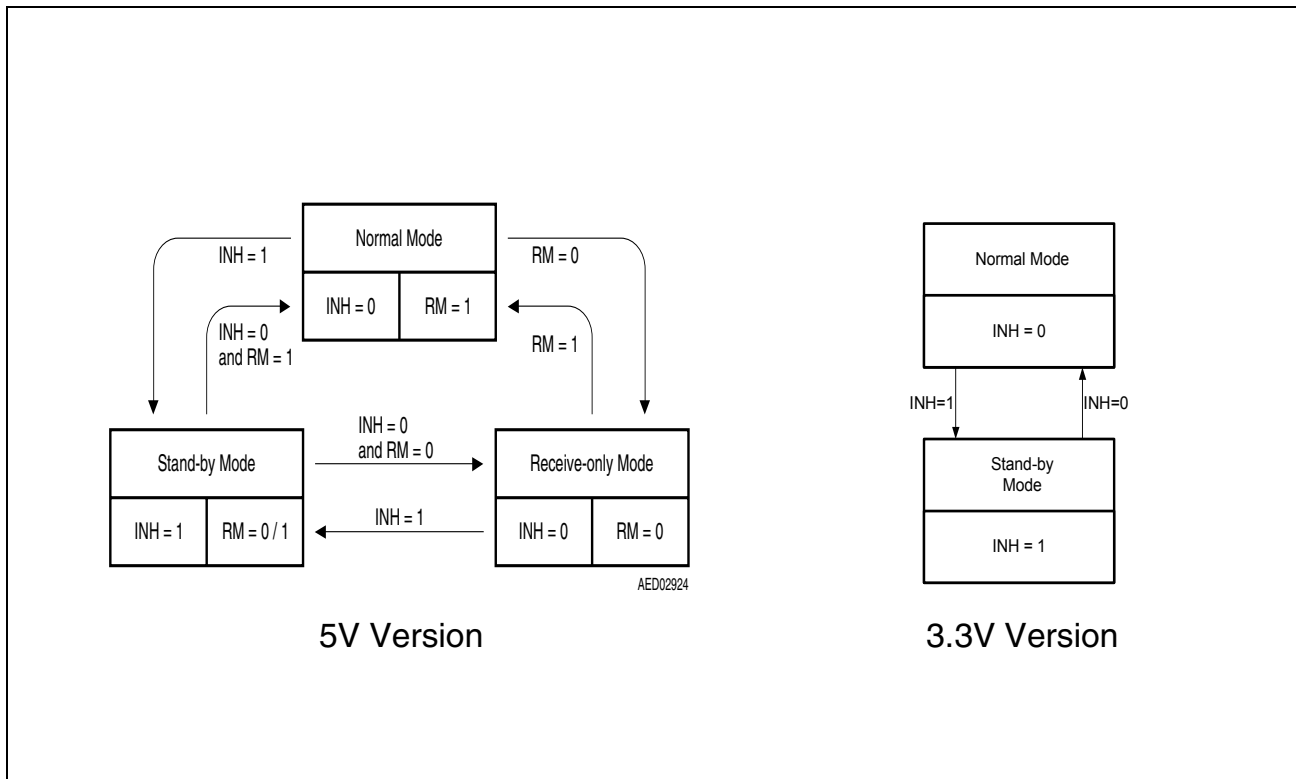 Normal Mode
INH = 0
RM = 1
INH = 1
RM = 0
INH = 0
and RM = 1
RM = 1
Stand-by Mode
INH = 1
RM = 0 / 1
INH = 0
and RM = 0
INH = 1
Receive-only Mode
INH = 0
RM = 0
AED02924
5V Version
Normal Mode
INH = 0
INH=1
INH=0
Stand-by
Mode
INH = 1
3.3V Version